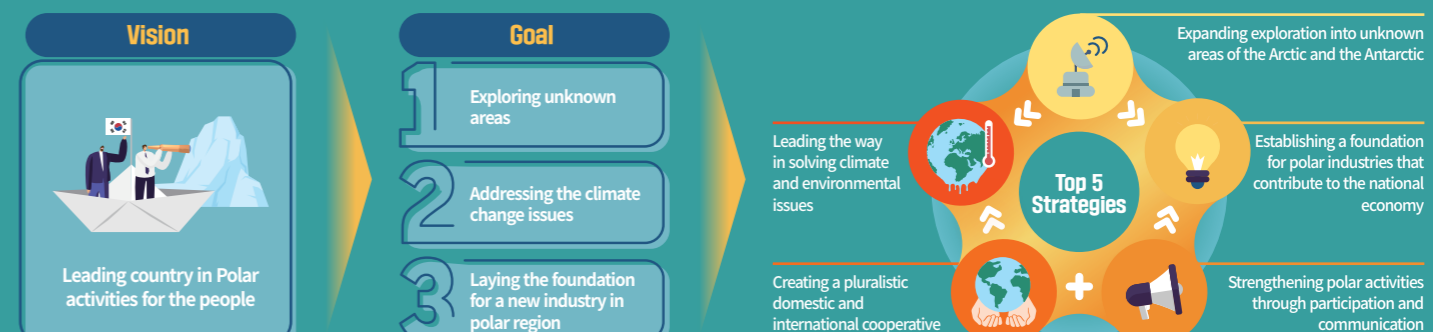 Vision
Leading country in Polar
activities for the people
Goal
1
Exploring unknown
areas
2
Addressing the climate
change issues
3
Laying the foundation
for a new industry in
polar region
Top 5
Strategies
Expanding exploration into unknown
areas of the Arctic and the Antarctic
Leading the way
in solving climate
and environmental
issues
Establishing a foundation
for polar industries that
contribute to the national
economy
Creating a pluralistic
domestic and
international cooperative
Strengthening polar activities
through participation and
communication